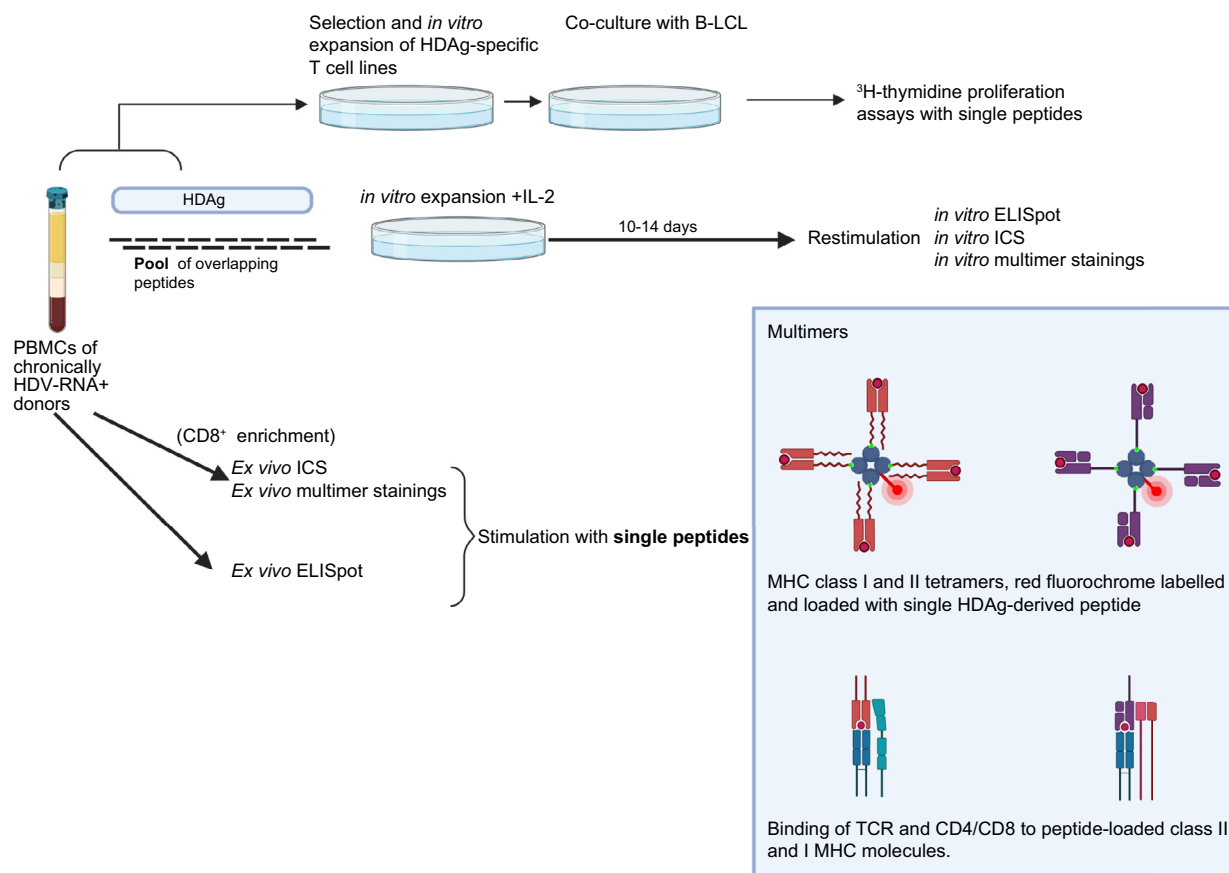 Selection and in vitro
expansion of HDAg-specific
T cell lines
Co-culture with B-LCL
³H-thymidine proliferation
assays with single peptides
HDAg
Pool of overlapping
peptides
in vitro expansion +IL-2
10-14 days
Restimulation
in vitro ELISpot
in vitro ICS
in vitro multimer stainings
PBMCs of
chronically
HDV-RNA+
donors
(CD8⁺ enrichment)
Ex vivo ICS
Ex vivo multimer stainings
Ex vivo ELISpot
Stimulation with single peptides
Multimers
MHC class I and II tetramers, red fluorochrome labelled
and loaded with single HDAg-derived peptide
Binding of TCR and CD4/CD8 to peptide-loaded class II
and I MHC molecules.